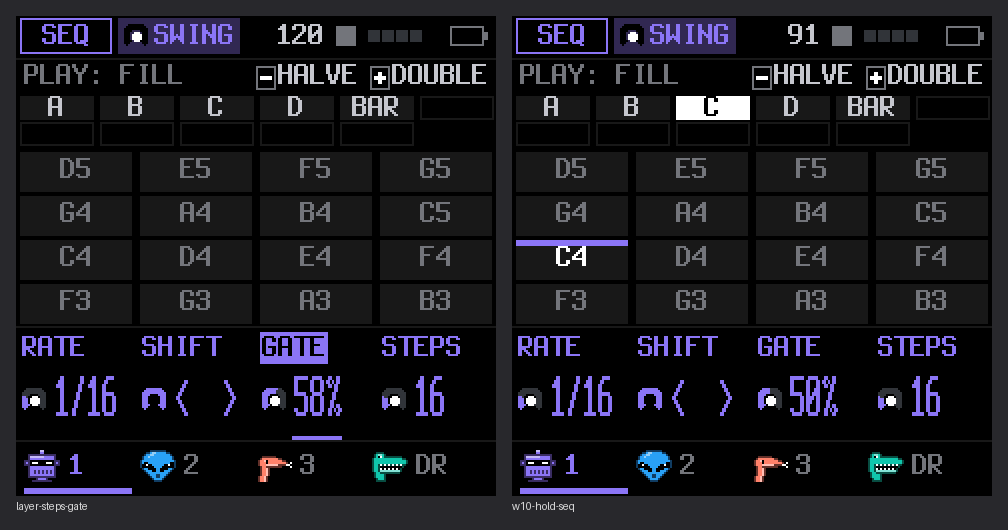 SEQ SWING 120
PLAY: FILL -HALVE +DOUBLE
A B C D BAR
D5 E5 F5 G5
G4 A4 B4 C5
C4 D4 E4 F4
F3 G3 A3 B3
RATE SHIFT GATE STEPS
1/16 < > 58% 16
1 2 3 DR
layer-steps-gate
SEQ SWING 91
PLAY: FILL -HALVE +DOUBLE
A B C D BAR
D5 E5 F5 G5
G4 A4 B4 C5
C4 D4 E4 F4
F3 G3 A3 B3
RATE SHIFT GATE STEPS
1/16 < > 50% 16
1 2 3 DR
w10-hold-seq